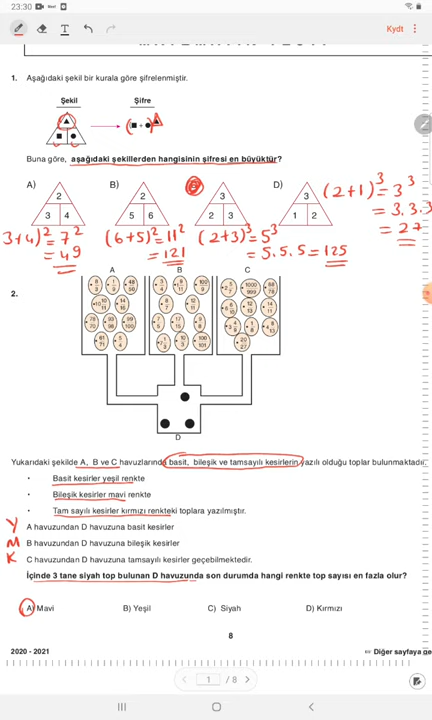 23:30
Kydt
1. Aşağıdaki şekil bir kurala göre şifrelenmiştir.
Şekil Şifre
Buna göre, aşağıdaki şekillerden hangisinin şifresi en büyüktür?
A) B) D)
2 2 3 3
3 4 5 6 2 3 1 2
(2+1)³ = 3³
= 3.3.3
= 27
3+4)² = 7²
= 49
(6+5)² = 11²
= 121
(2+3)³ = 5³
= 5.5.5 = 125
2.
A B C
D
Yukarıdaki şekilde A, B ve C havuzlarında basit, bileşik ve tamsayılı kesirlerin yazılı olduğu toplar bulunmaktadır.
• Basit kesirler yeşil renkte
• Bileşik kesirler mavi renkte
• Tam sayılı kesirler kırmızı renkteki toplara yazılmıştır.
Y A havuzundan D havuzuna basit kesirler
M B havuzundan D havuzuna bileşik kesirler
K C havuzundan D havuzuna tamsayılı kesirler geçebilmektedir.
İçinde 3 tane siyah top bulunan D havuzunda son durumda hangi renkte top sayısı en fazla olur?
A) Mavi B) Yeşil C) Siyah D) Kırmızı
8
2020 - 2021
Diğer sayfaya ge
1 / 8